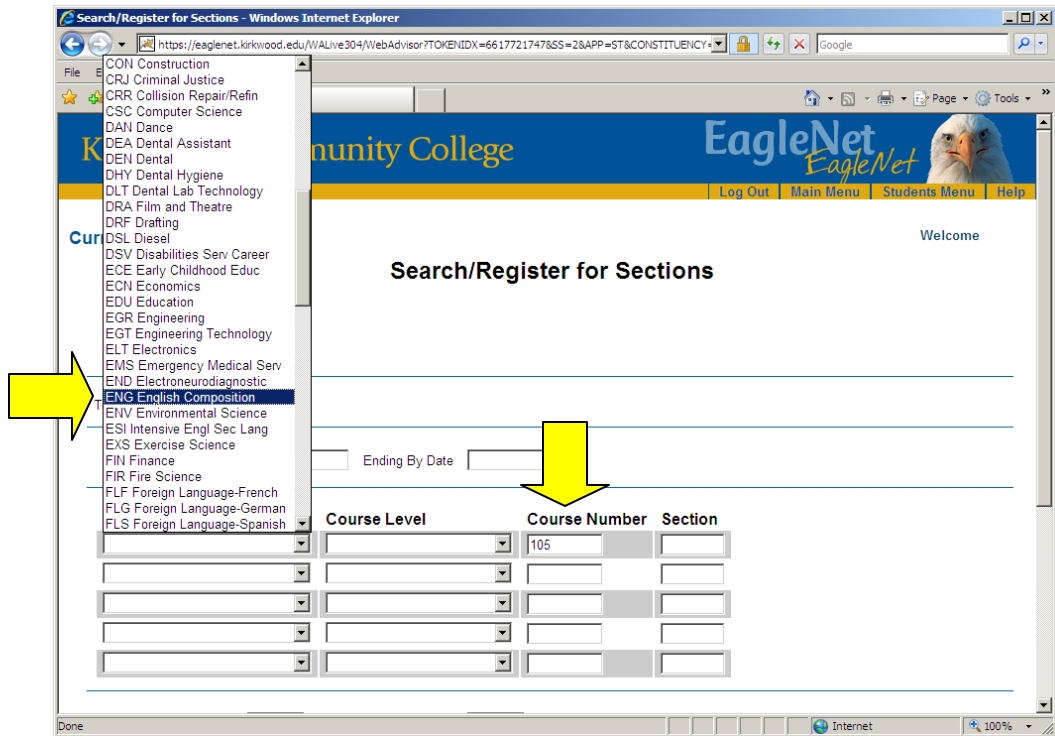 Search/Register for Sections - Windows Internet Explorer
https://eaglenet.kirkwood.edu/WALive304/WebAdvisor?TOKENIDX=6617721747&SS=2&APP=ST&CONSTITUENCY=
Google
File E
Page Tools »
CON Construction
CRJ Criminal Justice
CRR Collision Repair/Refin
CSC Computer Science
DAN Dance
DEA Dental Assistant
DEN Dental
DHY Dental Hygiene
DLT Dental Lab Technology
DRA Film and Theatre
DRF Drafting
DSL Diesel
DSV Disabilities Serv Career
ECE Early Childhood Educ
ECN Economics
EDU Education
EGR Engineering
EGT Engineering Technology
ELT Electronics
EMS Emergency Medical Serv
END Electroneurodiagnostic
ENG English Composition
ENV Environmental Science
ESI Intensive Engl Sec Lang
EXS Exercise Science
FIN Finance
FIR Fire Science
FLF Foreign Language-French
FLG Foreign Language-German
FLS Foreign Language-Spanish
K nunity College
EagleNet
EagleNet
Log Out Main Menu Students Menu Help
Curr
Welcome
Search/Register for Sections
T
Ending By Date
Course Level Course Number Section
105
Done Internet 100%